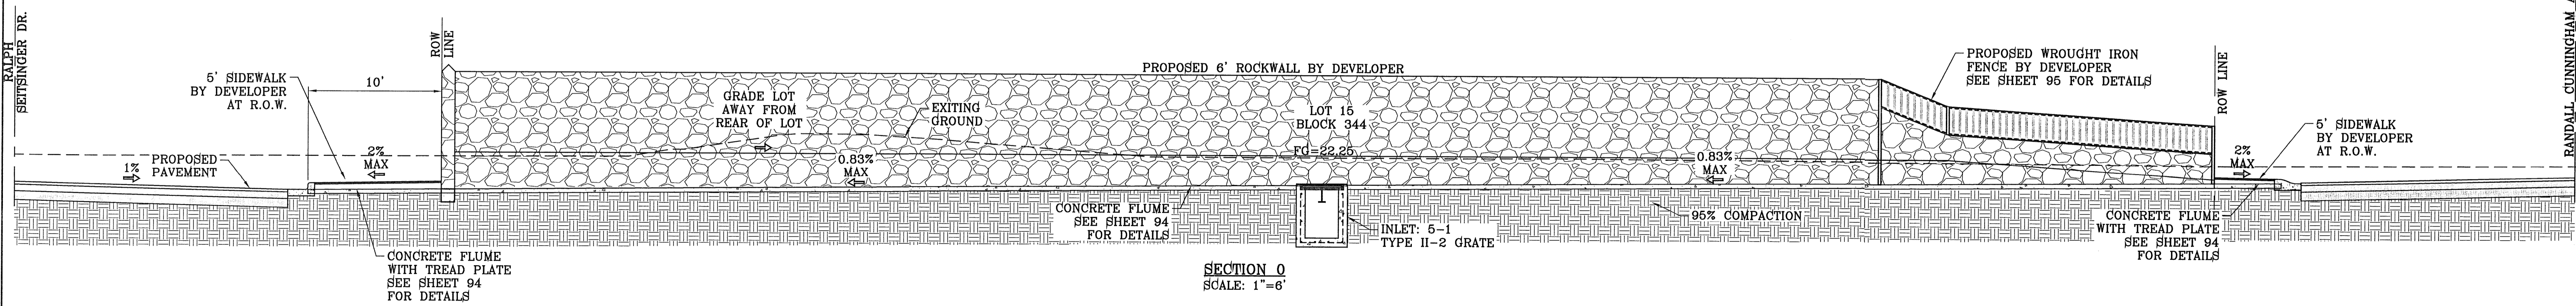 RALPH
SEITSINGER DR.
5' SIDEWALK
BY DEVELOPER
AT R.O.W.
10'
ROW
LINE
1%
PROPOSED
PAVEMENT
2%
MAX
CONCRETE FLUME
WITH TREAD PLATE
SEE SHEET 94
FOR DETAILS
PROPOSED 6' ROCKWALL BY DEVELOPER
GRADE LOT
AWAY FROM
REAR OF LOT
EXITING
GROUND
0.83%
MAX
LOT 15
BLOCK 344
FG=22.25
CONCRETE FLUME
SEE SHEET 94
FOR DETAILS
INLET: 5-1
TYPE II-2 GRATE
95% COMPACTION
0.83%
MAX
PROPOSED WROUGHT IRON
FENCE BY DEVELOPER
SEE SHEET 95 FOR DETAILS
ROW LINE
2%
MAX
5' SIDEWALK
BY DEVELOPER
AT R.O.W.
CONCRETE FLUME
WITH TREAD PLATE
SEE SHEET 94
FOR DETAILS
RANDALL CUNNINGHAM
SECTION O
SCALE: 1"=6'